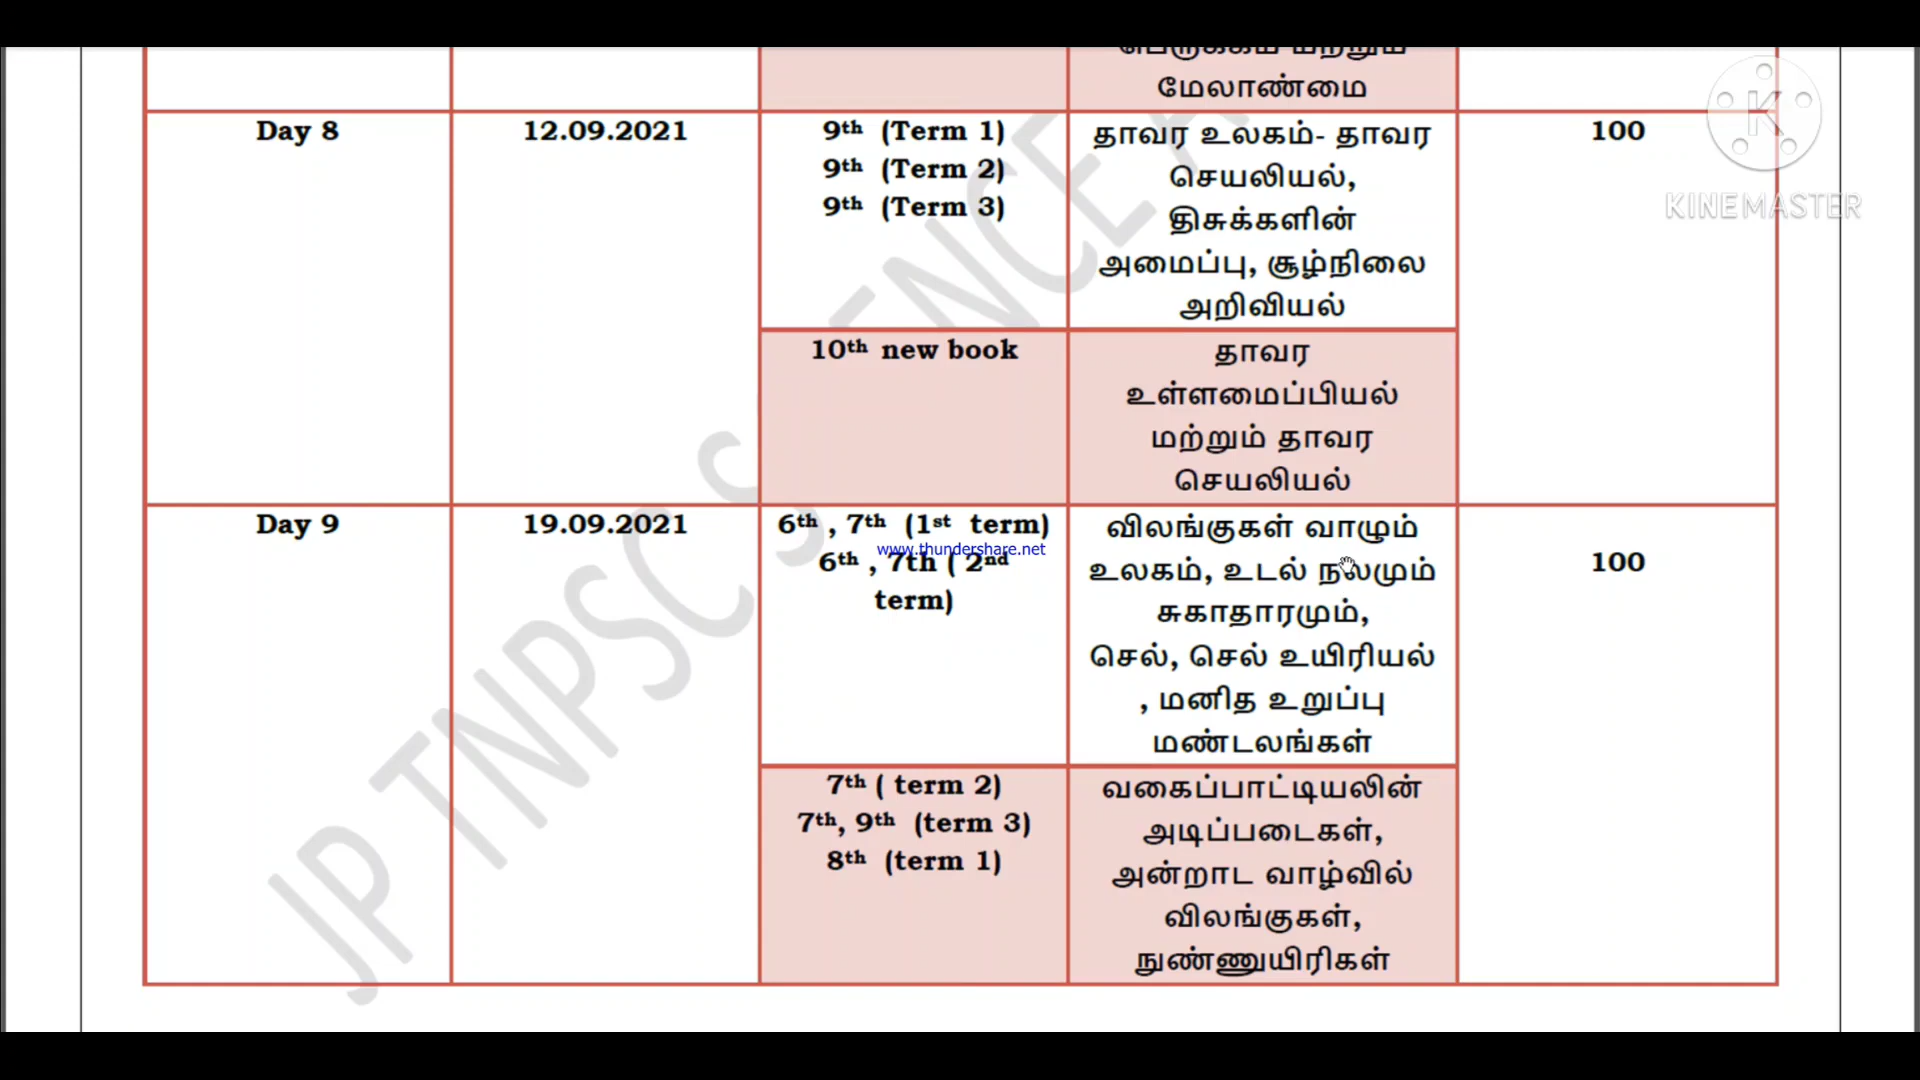 மேலாண்மை
Day 8
12.09.2021
9th (Term 1)
9th (Term 2)
9th (Term 3)
தாவர உலகம்- தாவர
செயலியல்,
திசுக்களின்
அமைப்பு, சூழ்நிலை
அறிவியல்
100
10th new book
தாவர
உள்ளமைப்பியல்
மற்றும் தாவர
செயலியல்
Day 9
19.09.2021
6th , 7th (1st term)
6th , 7th ( 2nd
term)
விலங்குகள் வாழும்
உலகம், உடல் நலமும்
சுகாதாரமும்,
செல், செல் உயிரியல்
, மனித உறுப்பு
மண்டலங்கள்
100
7th ( term 2)
7th, 9th (term 3)
8th (term 1)
வகைப்பாட்டியலின்
அடிப்படைகள்,
அன்றாட வாழ்வில்
விலங்குகள்,
நுண்ணுயிரிகள்
www.thundershare.net
K
KINEMASTER
JP TNPSC